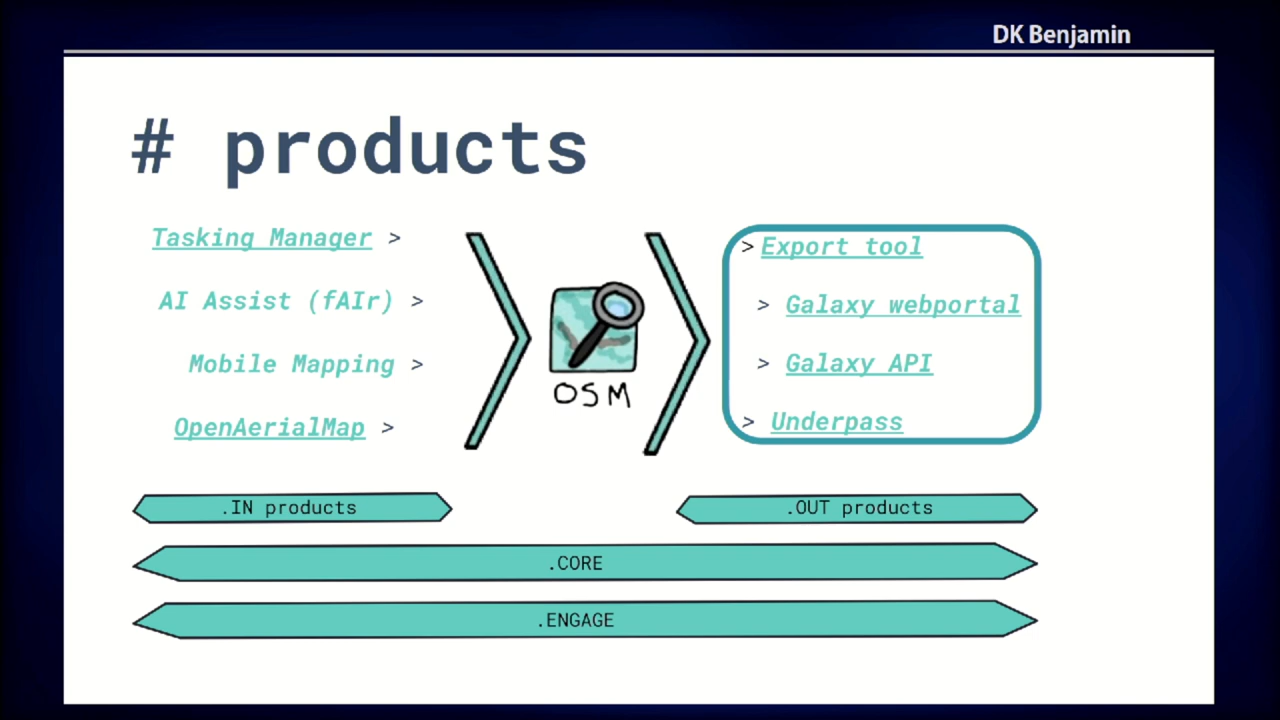 DK Benjamin
# products
Tasking Manager >
AI Assist (fAIr) >
Mobile Mapping >
OpenAerialMap >
OSM
> Export tool
> Galaxy webportal
> Galaxy API
> Underpass
.IN products
.OUT products
.CORE
.ENGAGE